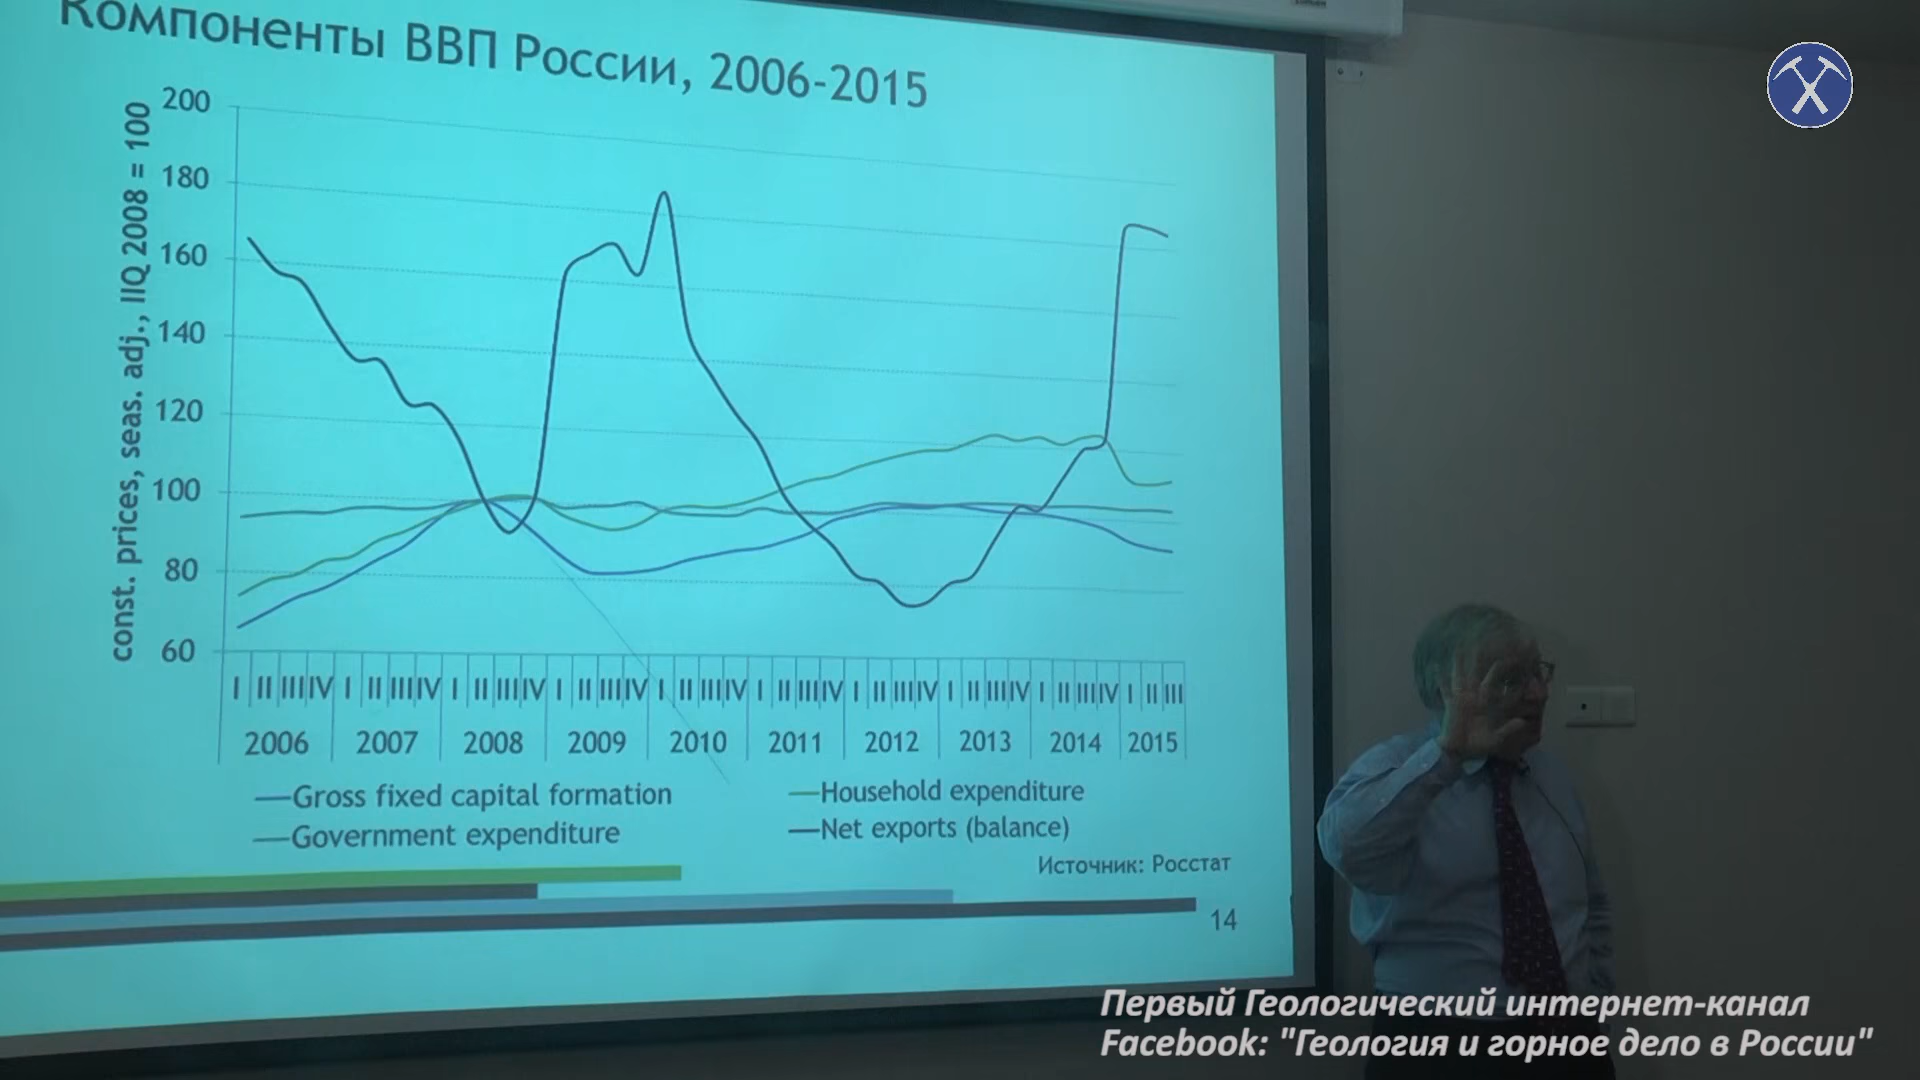 Компоненты ВВП России, 2006-2015
const. prices, seas. adj., IIQ 2008 = 100
200
180
160
140
120
100
80
60
I II III IV I II III IV I II III IV I II III IV I II III IV I II III IV I II III IV I II III IV I II III IV I II III
2006 2007 2008 2009 2010 2011 2012 2013 2014 2015
Gross fixed capital formation Household expenditure
Government expenditure Net exports (balance)
Источник: Росстат
14
Первый Геологический интернет-канал
Facebook: "Геология и горное дело в России"